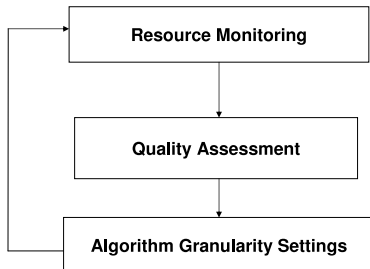 Resource Monitoring
Quality Assessment
Algorithm Granularity Settings